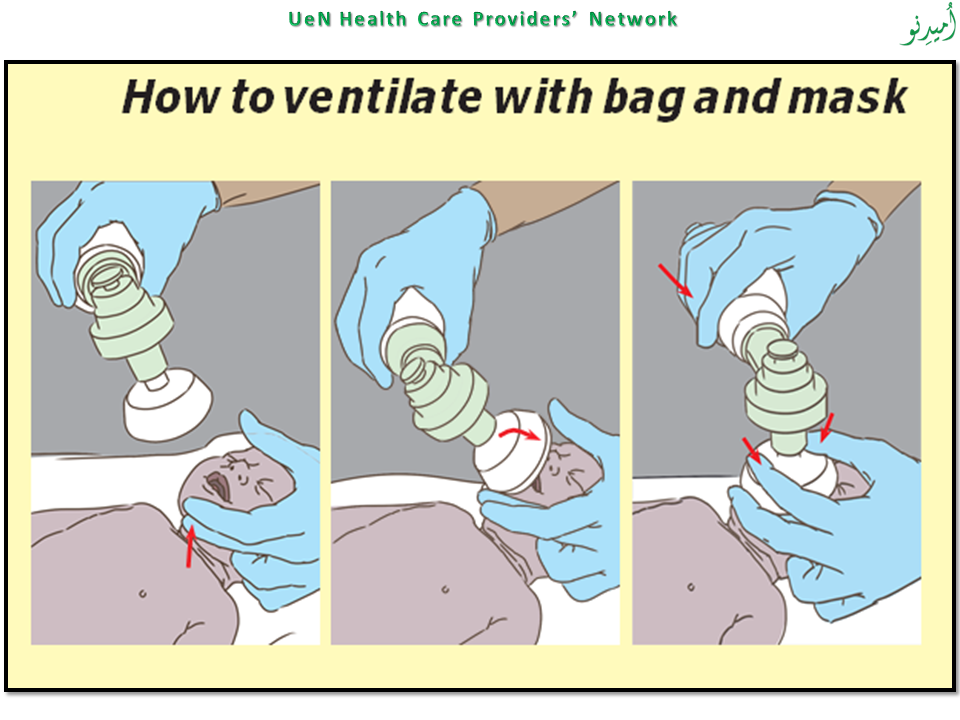 UeN Health Care Providers’ Network
اُمیدِنو
How to ventilate with bag and mask